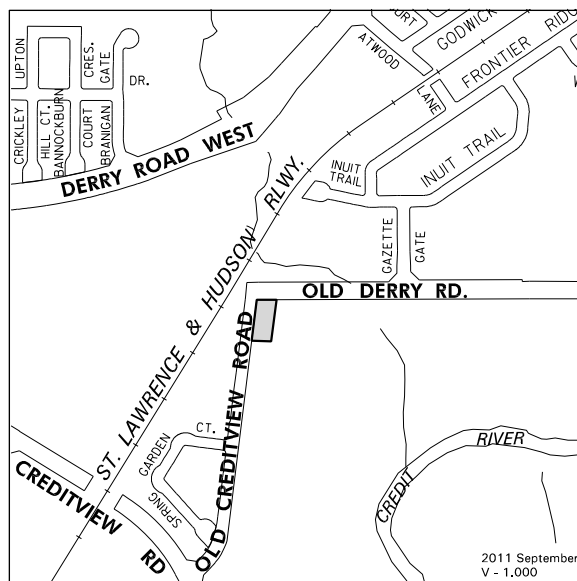 UPTON
CRES.
GATE
DR.
CRICKLEY
HILL CT.
BANNOCKBURN
COURT
BRANIGAN
DERRY ROAD WEST
COURT
ATWOOD
GODWICK
FRONTIER RIDG
LANE
INUIT
TRAIL
INUIT TRAIL
ST. LAWRENCE & HUDSON RLWY.
GAZETTE
GATE
OLD DERRY RD.
OLD CREDITVIEW ROAD
GARDEN
CT.
SPRING
CREDITVIEW
RD
RIVER
CREDIT
2011 September
V - 1.000